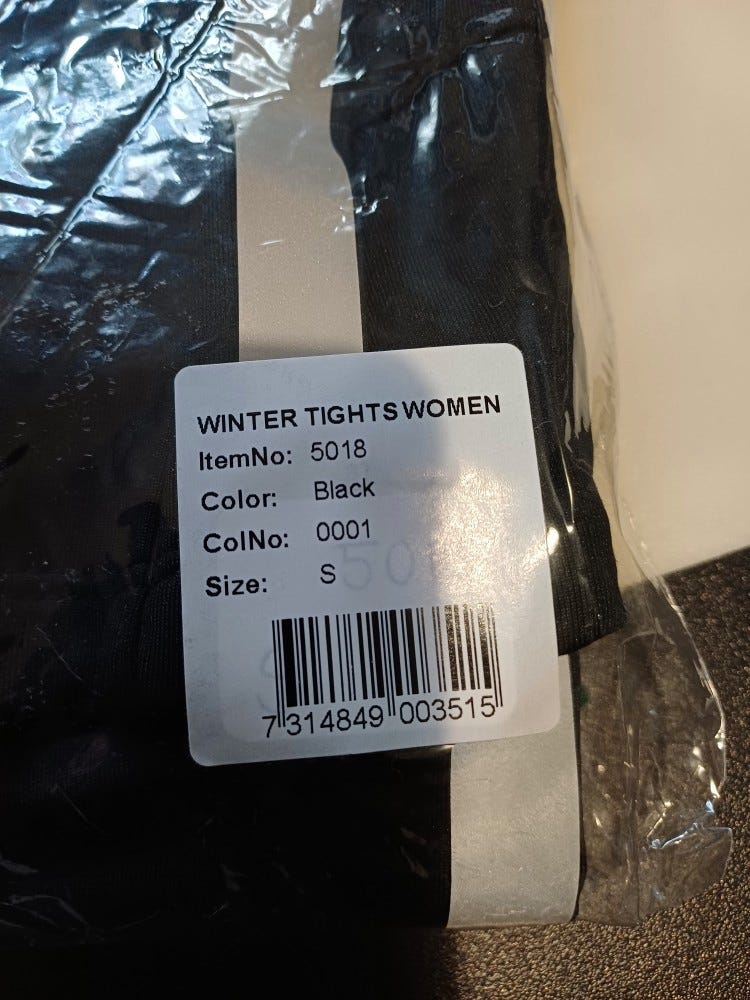 WINTER TIGHTS WOMEN
ItemNo: 5018
Color: Black
ColNo: 0001
Size: S
7 314849 003515